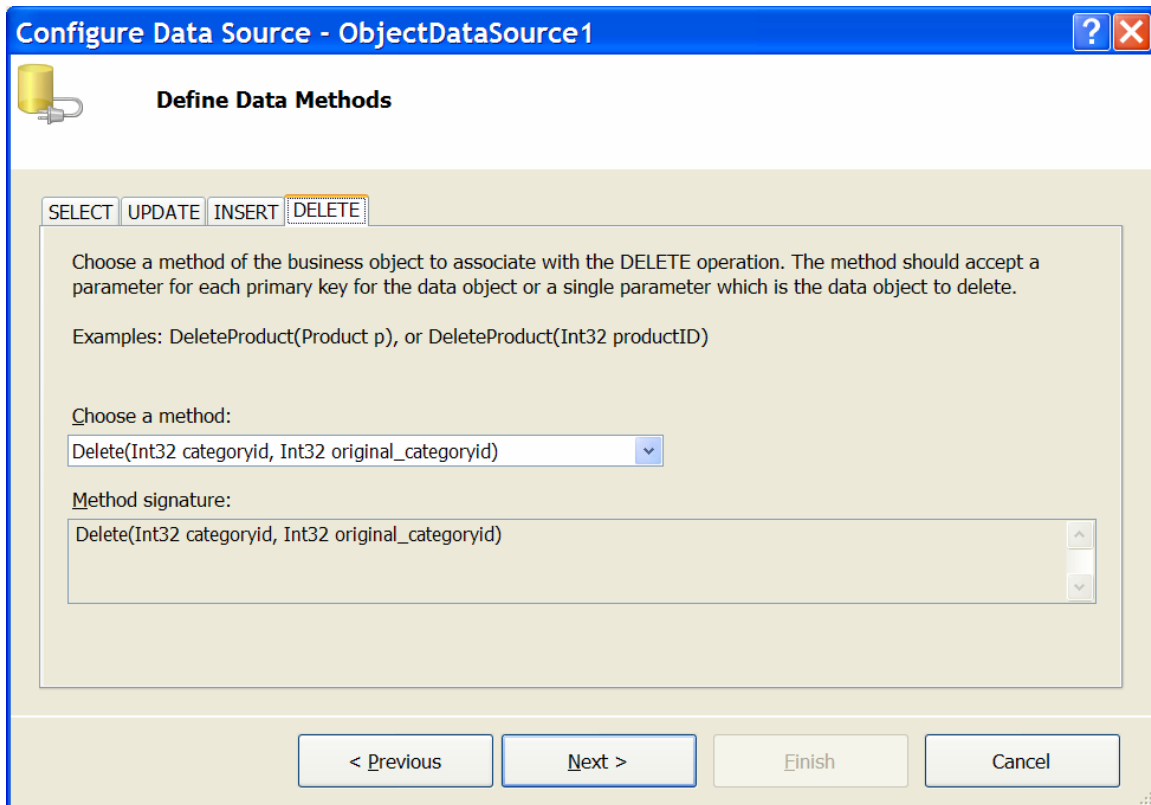 Configure Data Source - ObjectDataSource1
?
Define Data Methods
SELECT UPDATE INSERT DELETE
Choose a method of the business object to associate with the DELETE operation. The method should accept a
parameter for each primary key for the data object or a single parameter which is the data object to delete.
Examples: DeleteProduct(Product p), or DeleteProduct(Int32 productID)
Choose a method:
Delete(Int32 categoryid, Int32 original_categoryid)
Method signature:
Delete(Int32 categoryid, Int32 original_categoryid)
< Previous Next > Finish Cancel